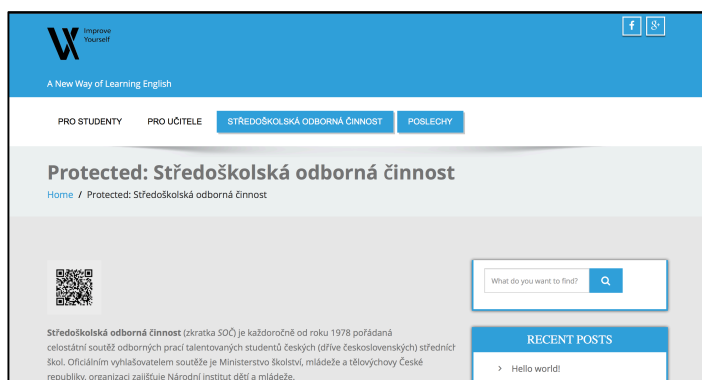 Improve
Yourself
A New Way of Learning English
PRO STUDENTY PRO UČITELE STŘEDOŠKOLSKÁ ODBORNÁ ČINNOST POSLECHY
Protected: Středoškolská odborná činnost
Home / Protected: Středoškolská odborná činnost
What do you want to find?
Středoškolská odborná činnost (zkratka SOČ) je každoročně od roku 1978 pořádaná
celostátní soutěž odborných prací talentovaných studentů českých (dříve československých) středních
škol. Oficiálním vyhlašovatelem soutěže je Ministerstvo školství, mládeže a tělovýchovy České
republiky, organizaci zajišťuje Národní institut dětí a mládeže.
RECENT POSTS
> Hello world!